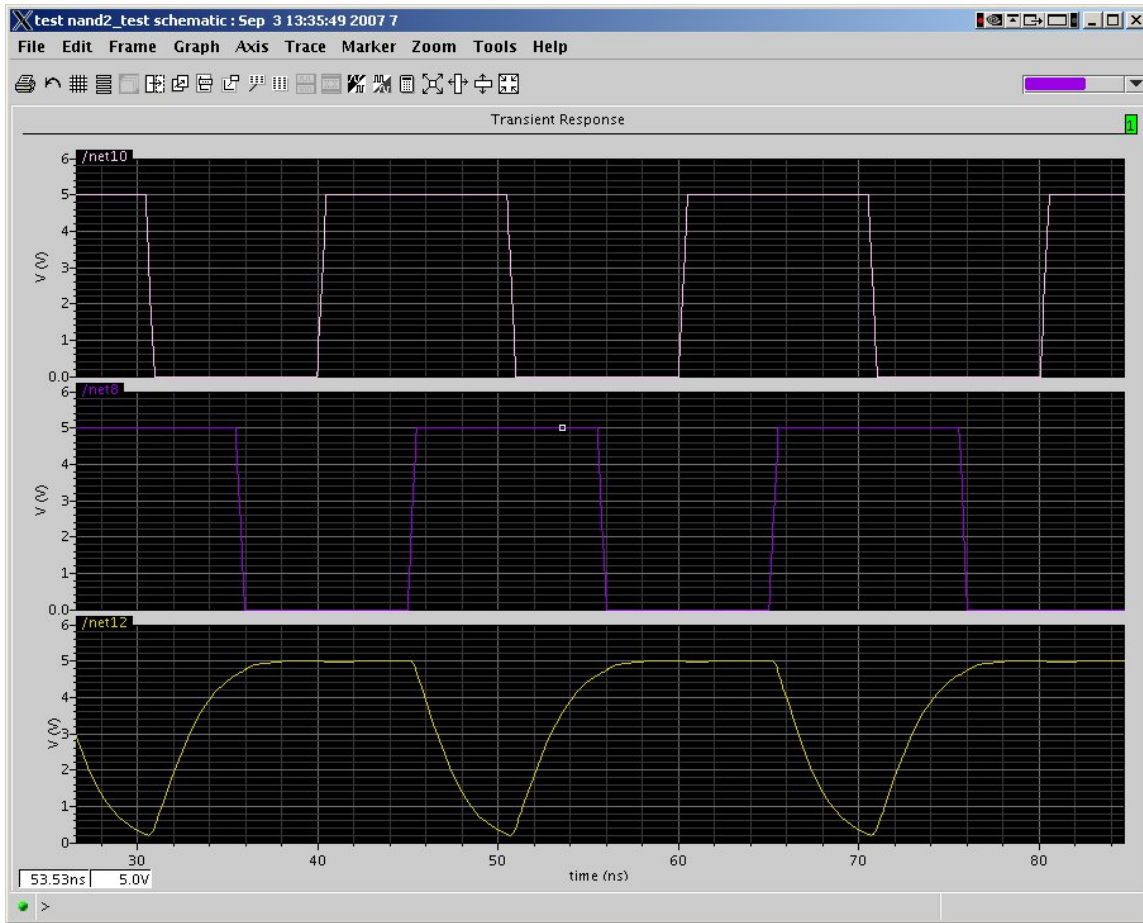 test nand2_test schematic : Sep 3 13:35:49 2007 7
File Edit Frame Graph Axis Trace Marker Zoom Tools Help
Transient Response
1
/net10
6
5
4
3
2
1
0.0
V (V)
/net8
6
5
4
3
2
1
0.0
V (V)
/net12
6
5
4
3
2
1
0
V (V)
30 40 50 60 70 80
time (ns)
53.53ns 5.0V
>